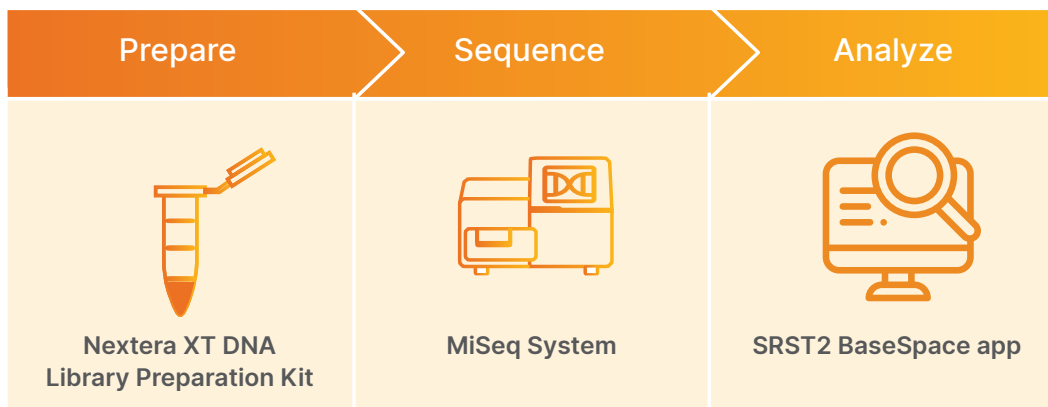 Prepare
Sequence
Analyze
Nextera XT DNA
Library Preparation Kit
MiSeq System
SRST2 BaseSpace app